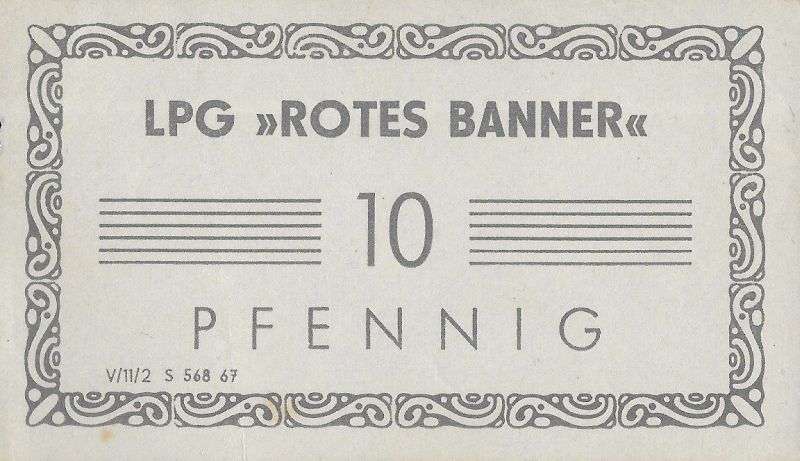 LPG »ROTES BANNER«
10
PFENNIG
V/11/2 S 568 67